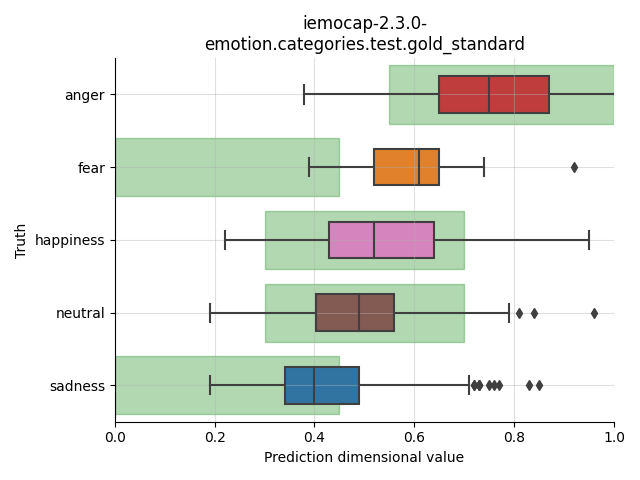 iemocap-2.3.0-
emotion.categories.test.gold_standard
Truth
anger
fear
happiness
neutral
sadness
0.0 0.2 0.4 0.6 0.8 1.0
Prediction dimensional value